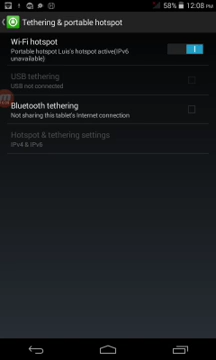 58% 12:08 PM
Tethering & portable hotspot
Wi-Fi hotspot
Portable hotspot Luis's hotspot active(IPv6
unavailable)
USB tethering
USB not connected
Bluetooth tethering
Not sharing this tablet's Internet connection
Hotspot & tethering settings
IPv4 & IPv6